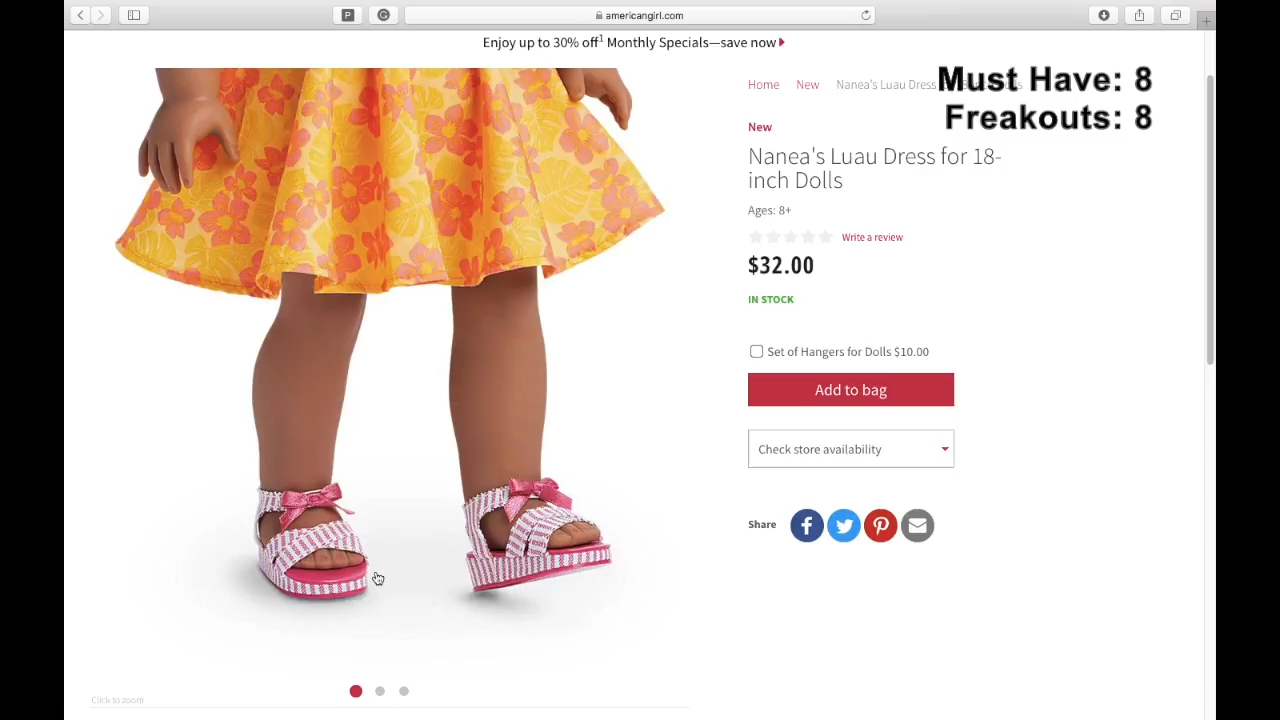 P
americangirl.com
Enjoy up to 30% off¹ Monthly Specials—save now
Must Have: 8
Freakouts: 8
Home New Nanea's Luau Dress
New
Nanea's Luau Dress for 18-
inch Dolls
Ages: 8+
Write a review
$32.00
IN STOCK
Set of Hangers for Dolls $10.00
Add to bag
Check store availability
Share
Click to zoom